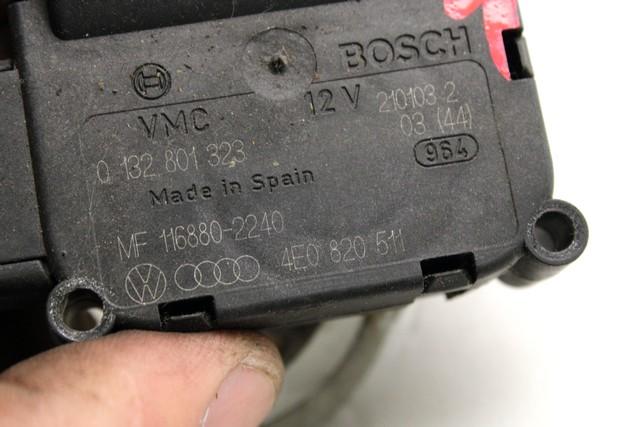 BOSCH
VMC 12 V 210103 2
0 132 801 323 03 (44)
Made in Spain 964
MF 116880-2240
4E0 820 511